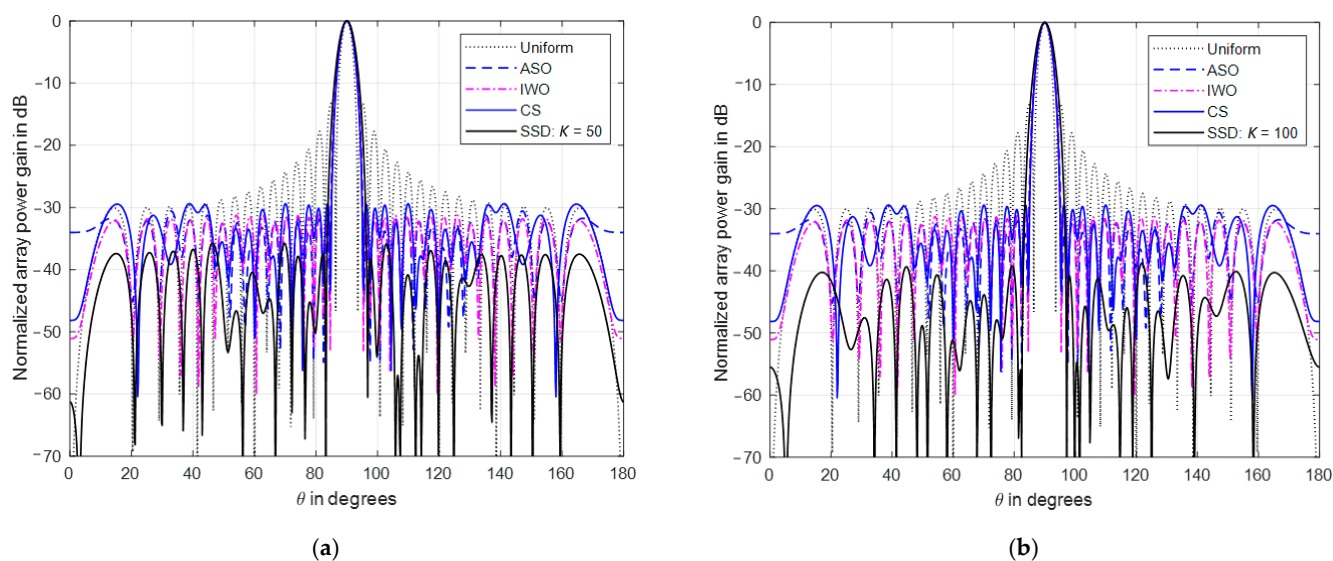 0
−10
−20
−30
−40
−50
−60
−70
Normalized array power gain in dB
Uniform
ASO
IWO
CS
SSD: K = 50
0 20 40 60 80 100 120 140 160 180
θ in degrees
(a)
0
−10
−20
−30
−40
−50
−60
−70
Normalized array power gain in dB
Uniform
ASO
IWO
CS
SSD: K = 100
0 20 40 60 80 100 120 140 160 180
θ in degrees
(b)